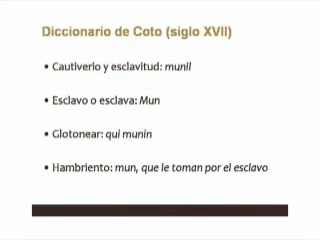 Diccionario de Coto (siglo XVII)
• Cautiverio y esclavitud: munil
• Esclavo o esclava: Mun
• Glotonear: qui munin
• Hambriento: mun, que le toman por el esclavo